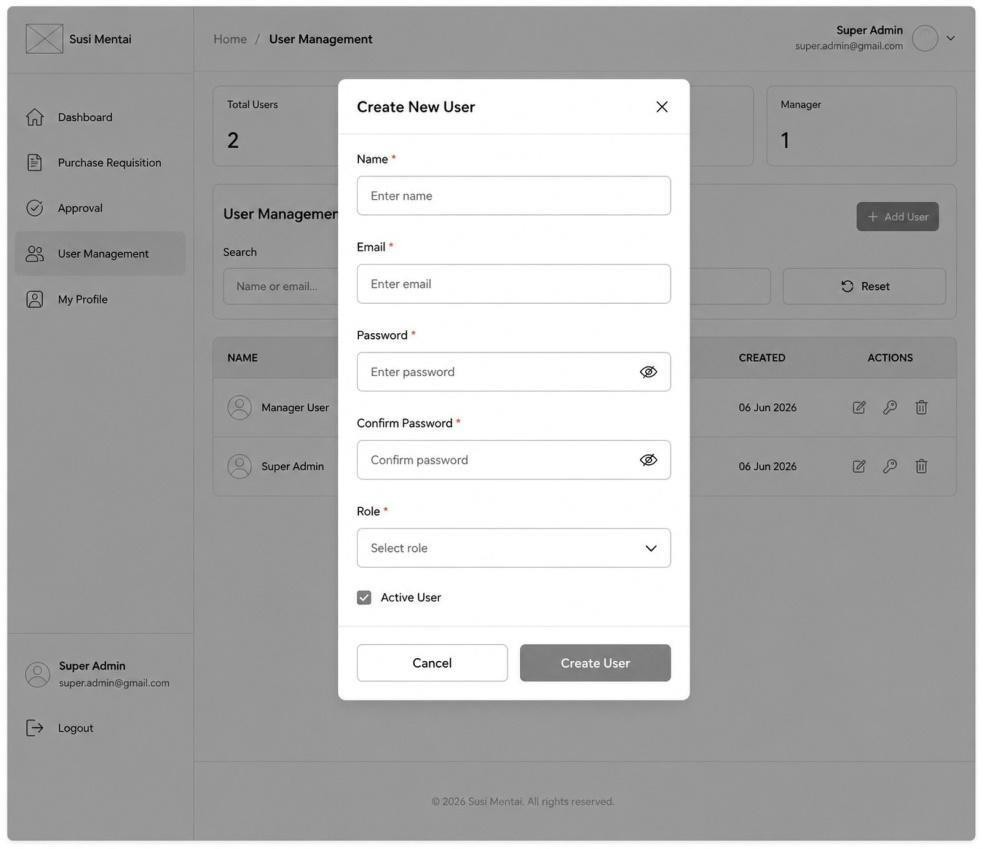 Susi Mentai
Home / User Management
Super Admin
super.admin@gmail.com
Dashboard
Purchase Requisition
Approval
User Management
My Profile
Super Admin
super.admin@gmail.com
Logout
Total Users
2
Manager
1
User Managemen
Add User
Search
Name or email...
Reset
NAME
CREATED
ACTIONS
Manager User
06 Jun 2026
Super Admin
06 Jun 2026
Create New User
Name *
Enter name
Email *
Enter email
Password *
Enter password
Confirm Password *
Confirm password
Role *
Select role
Active User
Cancel
Create User
© 2026 Susi Mentai. All rights reserved.